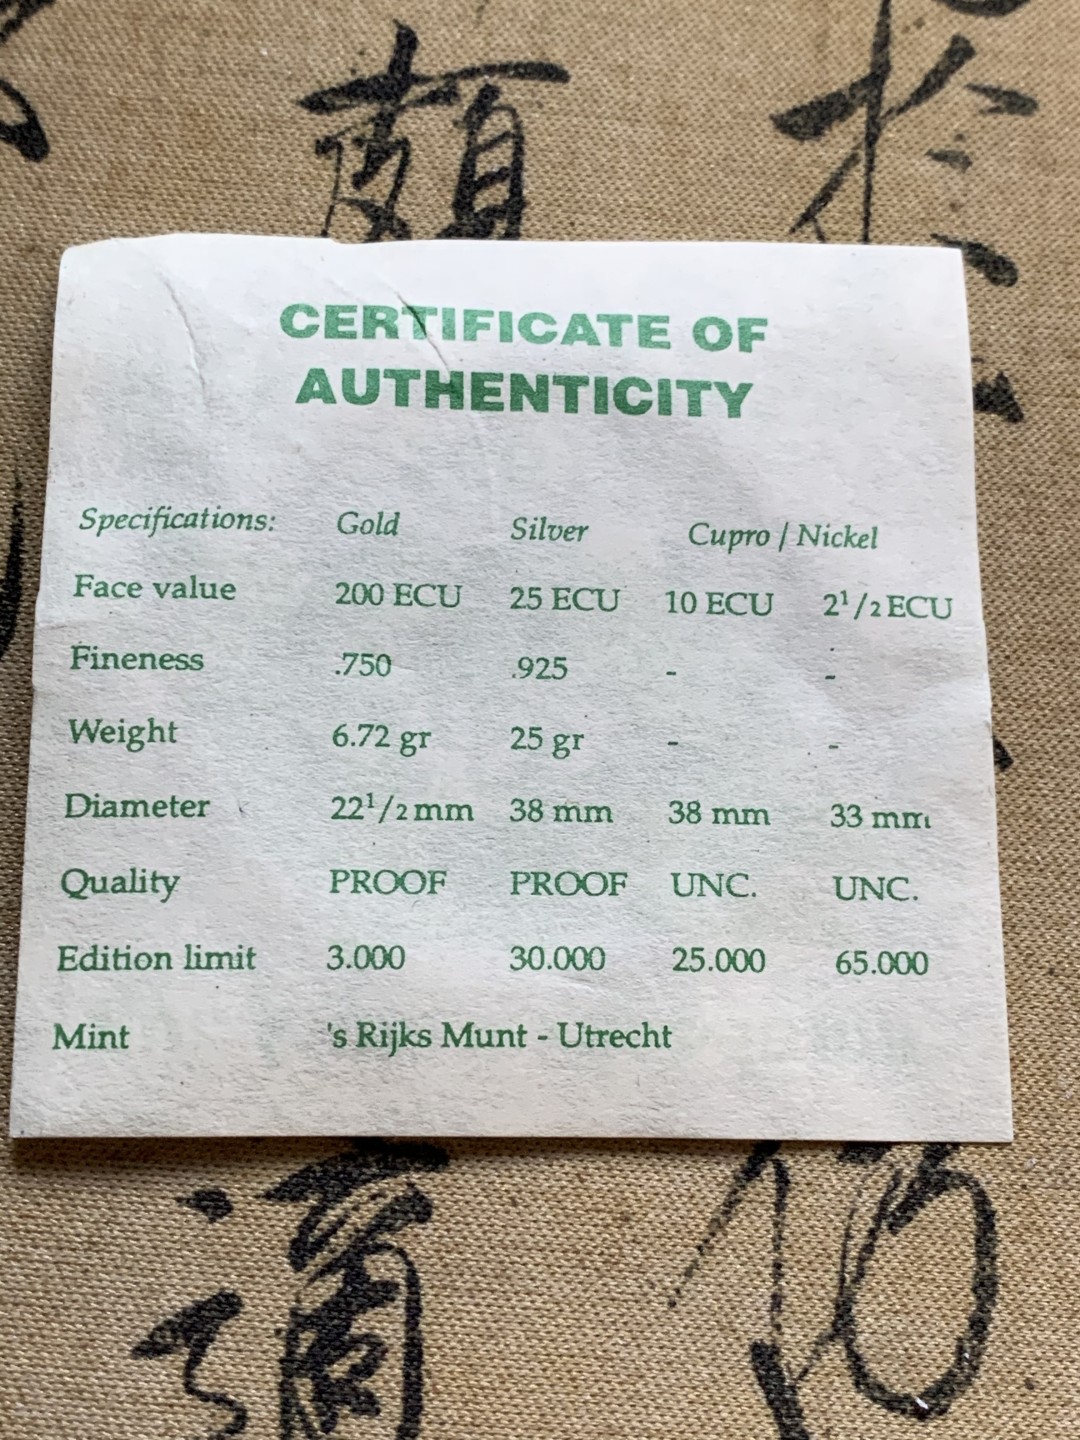 CERTIFICATE OF
AUTHENTICITY
Specifications: Gold Silver Cupro / Nickel
Face value 200 ECU 25 ECU 10 ECU 2¹/2 ECU
Fineness .750 .925 - -
Weight 6.72 gr 25 gr - -
Diameter 22¹/2 mm 38 mm 38 mm 33 mm
Quality PROOF PROOF UNC. UNC.
Edition limit 3.000 30.000 25.000 65.000
Mint 's Rijks Munt - Utrecht